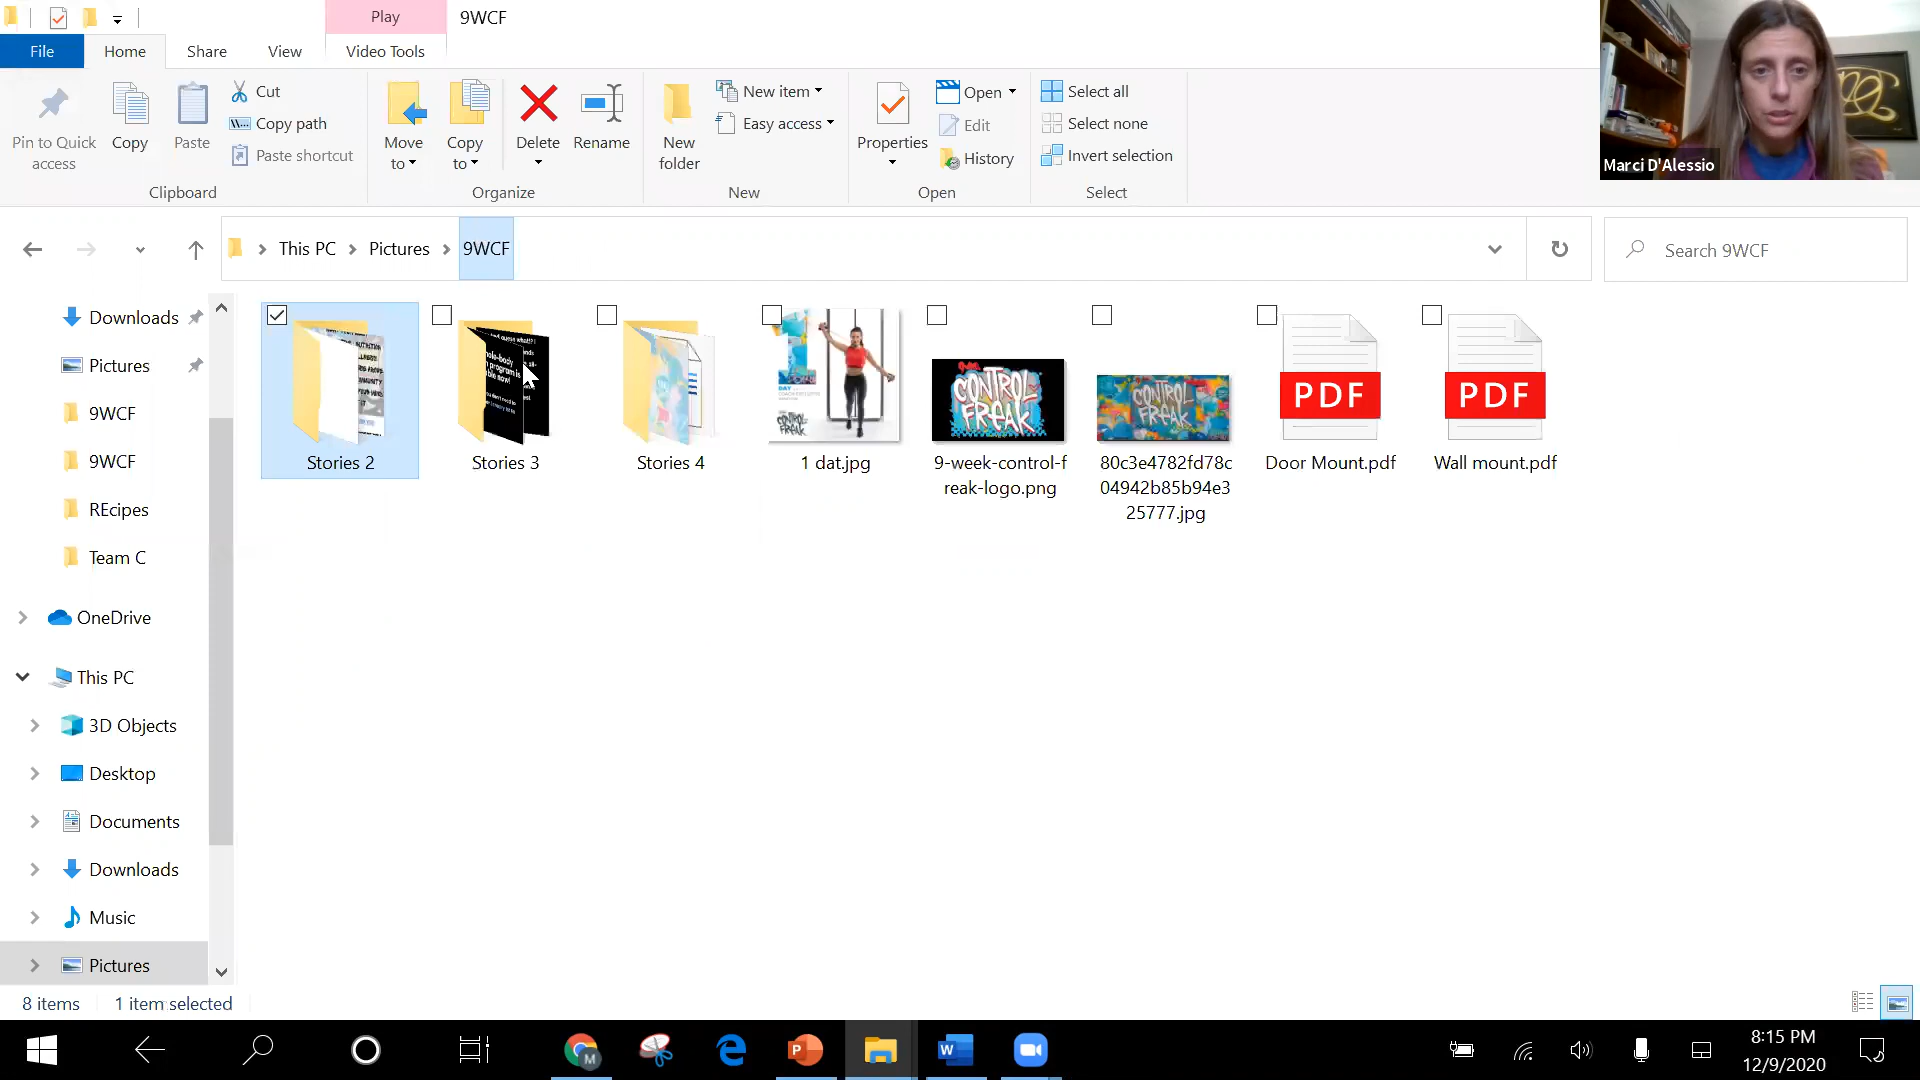 Play
9WCF
File
Home
Share
View
Video Tools
Pin to Quick
access
Copy
Paste
Cut
Copy path
Paste shortcut
Clipboard
Move
to
Copy
to
Delete
Rename
Organize
New
folder
New item
Easy access
New
Properties
Open
Edit
History
Open
Select all
Select none
Invert selection
Select
Marci D'Alessio
This PC
Pictures
9WCF
Search 9WCF
Downloads
Pictures
9WCF
9WCF
REcipes
Team C
OneDrive
This PC
3D Objects
Desktop
Documents
Downloads
Music
Pictures
Stories 2
Stories 3
Stories 4
1 dat.jpg
CONTROL
FREAK
9-week-control-f
reak-logo.png
CONTROL
FREAK
80c3e4782fd78c
04942b85b94e3
25777.jpg
PDF
Door Mount.pdf
PDF
Wall mount.pdf
8 items
1 item selected
8:15 PM
12/9/2020